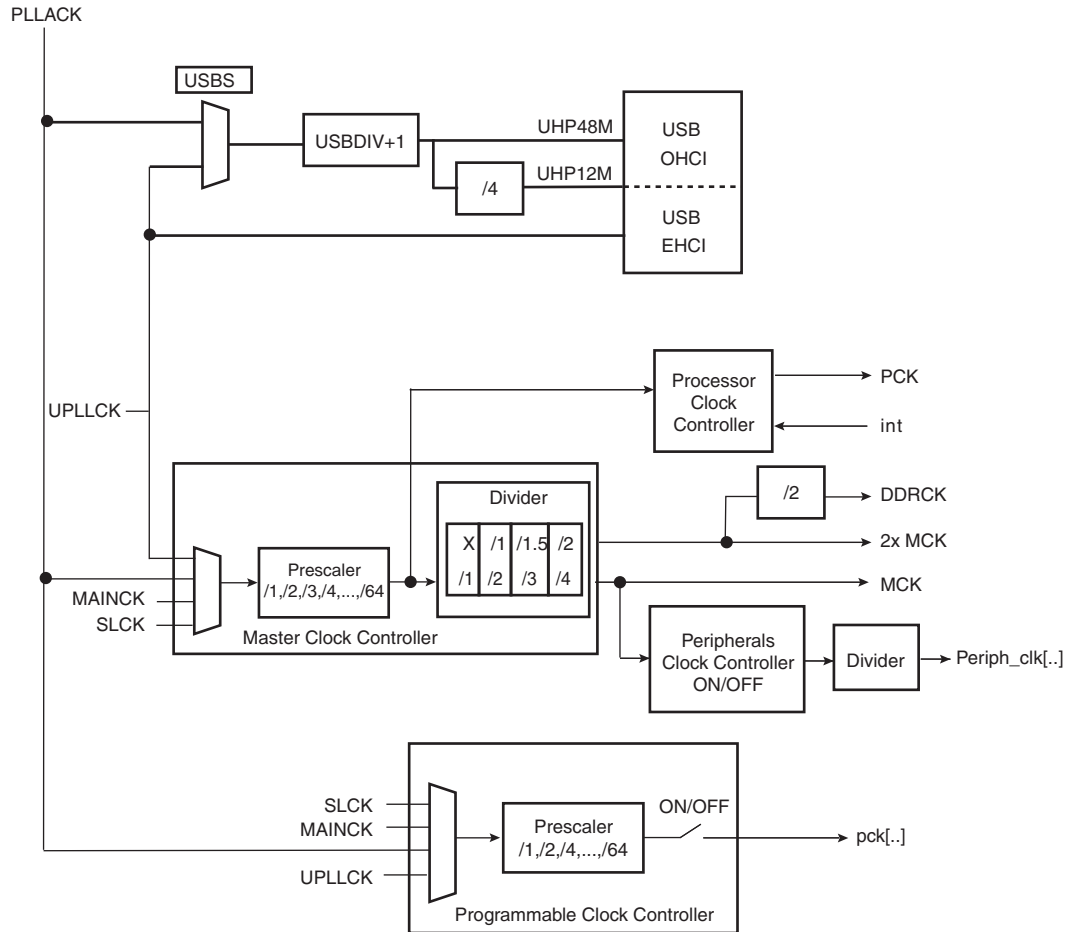 PLLACK
USBS
USBDIV+1
UHP48M
USB
OHCI
/4
UHP12M
USB
EHCI
UPLLCK
Processor
Clock
Controller
PCK
int
Divider
X /1 /1.5 /2
/1 /2 /3 /4
/2
DDRCK
2x MCK
MCK
Prescaler
/1,/2,/3,/4,...,/64
MAINCK
SLCK
Master Clock Controller
Peripherals
Clock Controller
ON/OFF
Divider
Periph_clk[..]
SLCK
MAINCK
UPLLCK
Prescaler
/1,/2,/4,...,/64
ON/OFF
pck[..]
Programmable Clock Controller